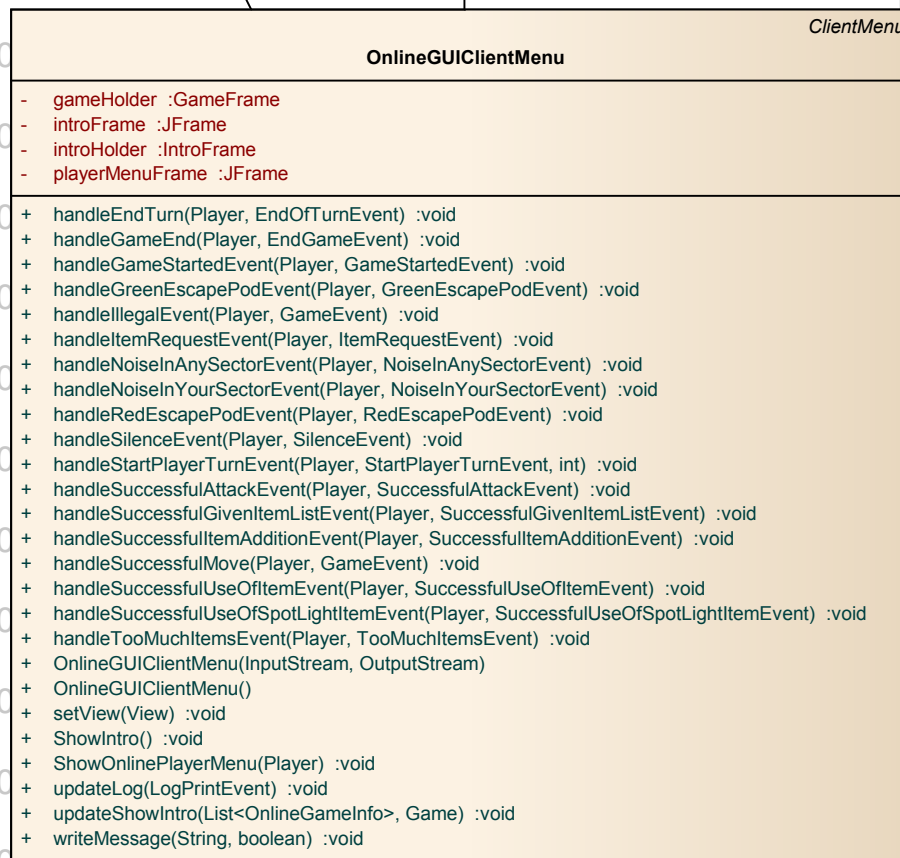 ClientMenu
OnlineGUIClientMenu
- gameHolder :GameFrame
- introFrame :JFrame
- introHolder :IntroFrame
- playerMenuFrame :JFrame
+ handleEndTurn(Player, EndOfTurnEvent) :void
+ handleGameEnd(Player, EndGameEvent) :void
+ handleGameStartedEvent(Player, GameStartedEvent) :void
+ handleGreenEscapePodEvent(Player, GreenEscapePodEvent) :void
+ handleIllegalEvent(Player, GameEvent) :void
+ handleItemRequestEvent(Player, ItemRequestEvent) :void
+ handleNoiseInAnySectorEvent(Player, NoiseInAnySectorEvent) :void
+ handleNoiseInYourSectorEvent(Player, NoiseInYourSectorEvent) :void
+ handleRedEscapePodEvent(Player, RedEscapePodEvent) :void
+ handleSilenceEvent(Player, SilenceEvent) :void
+ handleStartPlayerTurnEvent(Player, StartPlayerTurnEvent, int) :void
+ handleSuccessfulAttackEvent(Player, SuccessfulAttackEvent) :void
+ handleSuccessfulGivenItemListEvent(Player, SuccessfulGivenItemListEvent) :void
+ handleSuccessfulItemAdditionEvent(Player, SuccessfulItemAdditionEvent) :void
+ handleSuccessfulMove(Player, GameEvent) :void
+ handleSuccessfulUseOfItemEvent(Player, SuccessfulUseOfItemEvent) :void
+ handleSuccessfulUseOfSpotLightItemEvent(Player, SuccessfulUseOfSpotLightItemEvent) :void
+ handleTooMuchItemsEvent(Player, TooMuchItemsEvent) :void
+ OnlineGUIClientMenu(InputStream, OutputStream)
+ OnlineGUIClientMenu()
+ setView(View) :void
+ ShowIntro() :void
+ ShowOnlinePlayerMenu(Player) :void
+ updateLog(LogPrintEvent) :void
+ updateShowIntro(List<OnlineGameInfo>, Game) :void
+ writeMessage(String, boolean) :void